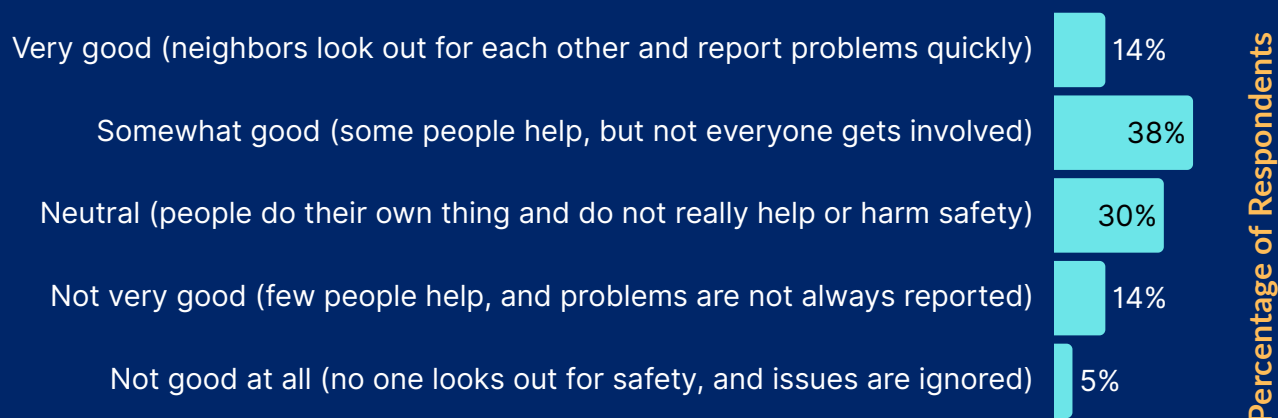 Very good (neighbors look out for each other and report problems quickly) 14%
Somewhat good (some people help, but not everyone gets involved) 38%
Neutral (people do their own thing and do not really help or harm safety) 30%
Not very good (few people help, and problems are not always reported) 14%
Not good at all (no one looks out for safety, and issues are ignored) 5%
Percentage of Respondents